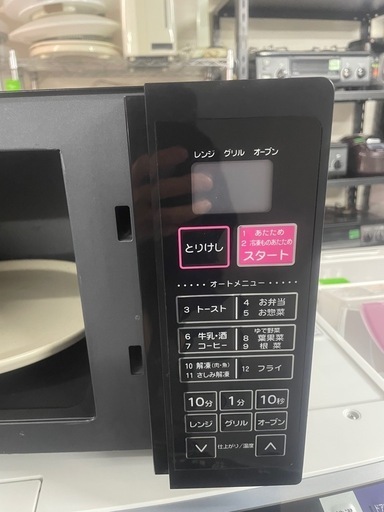 レンジ グリル オーブン
とりけし
1 あたため
2 冷凍ものあたため
スタート
オートメニュー
3 トースト
4 お弁当
5 お惣菜
6 牛乳・酒
7 コーヒー
ゆで野菜
8 葉果菜
9 根菜
10 解凍(肉・魚)
11 さしみ解凍
12 フライ
10分 1分 10秒
レンジ グリル オーブン
仕上がり/温度